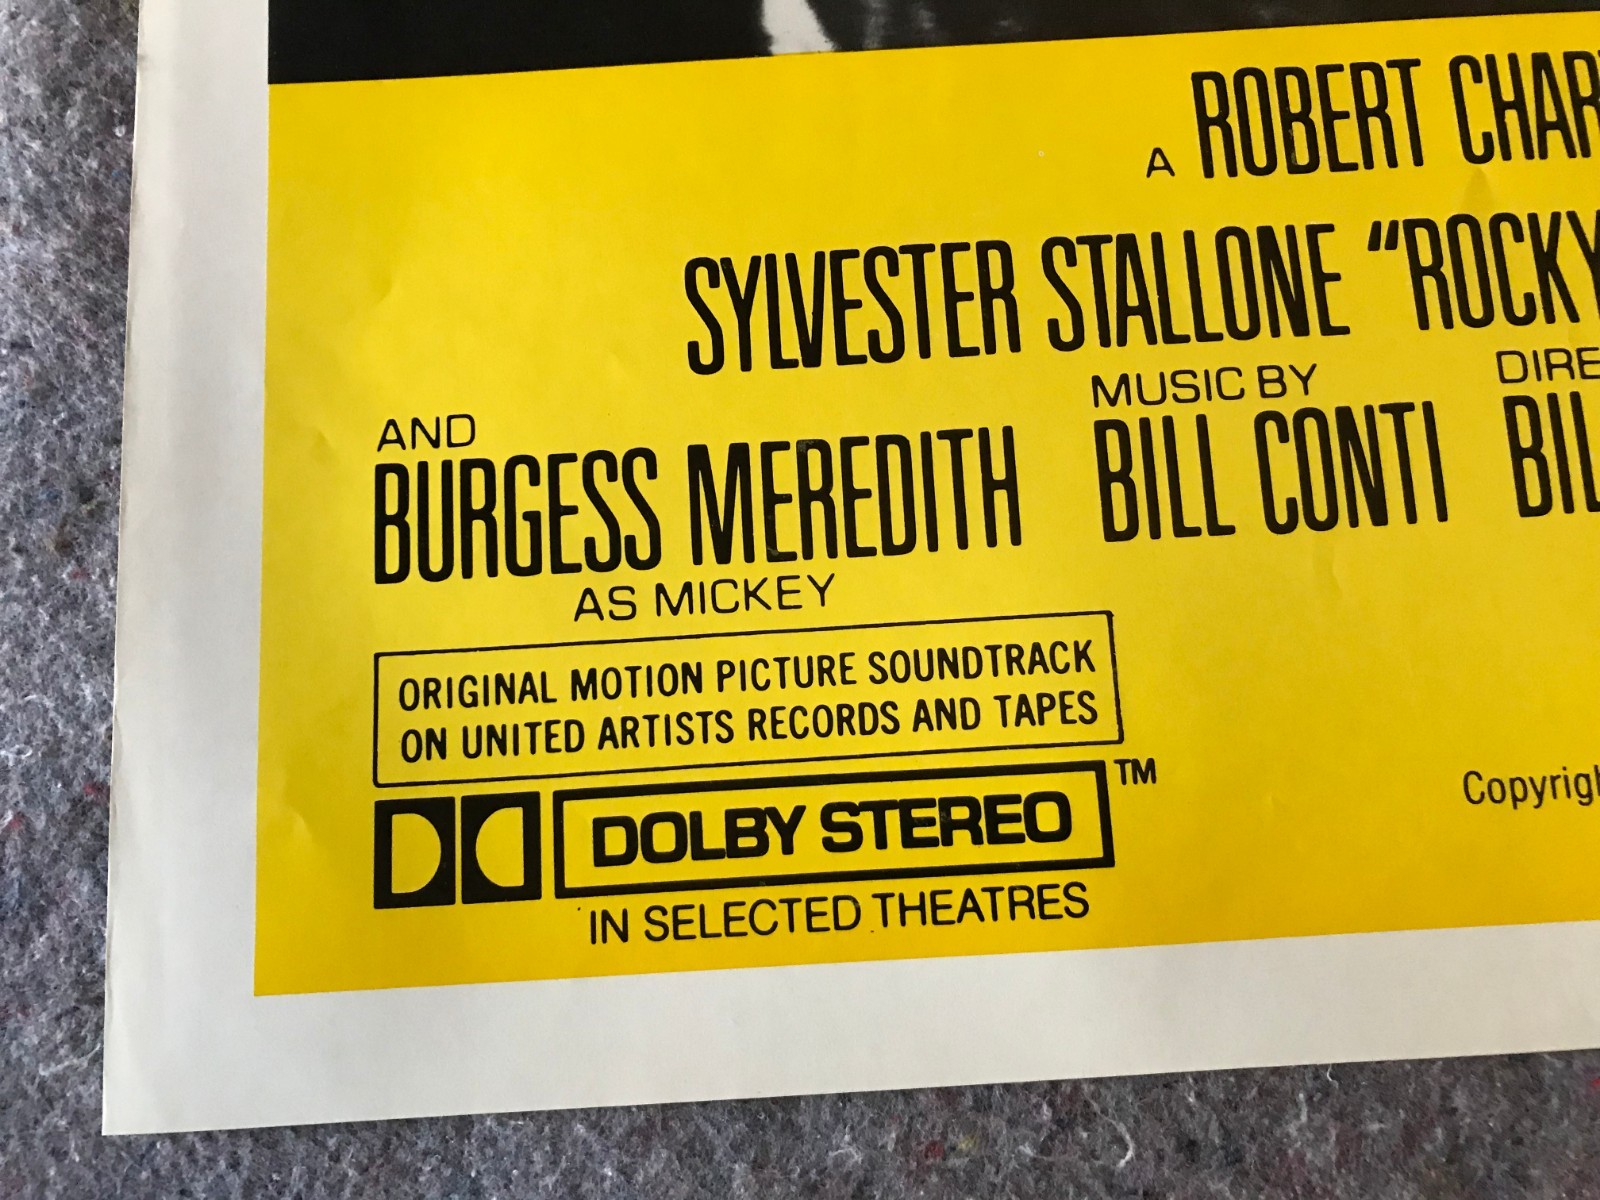 A ROBERT CHAR
SYLVESTER STALLONE "ROCKY
AND
BURGESS MEREDITH
AS MICKEY
MUSIC BY
BILL CONTI
DIRE
BIL
ORIGINAL MOTION PICTURE SOUNDTRACK
ON UNITED ARTISTS RECORDS AND TAPES
DOLBY STEREO TM
IN SELECTED THEATRES
Copyrig